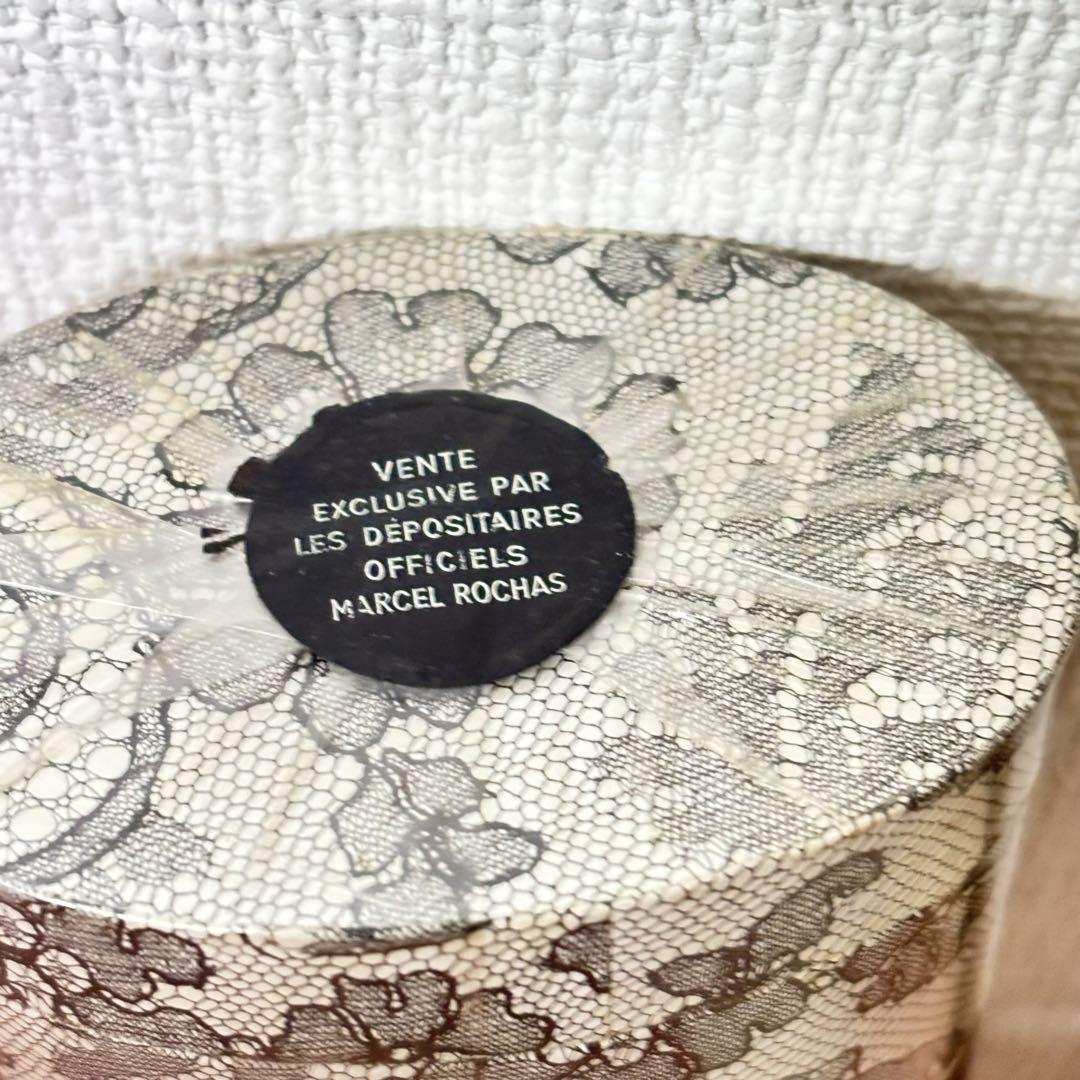 VENTE
EXCLUSIVE PAR
LES DÉPOSITAIRES
OFFICIELS
MARCEL ROCHAS